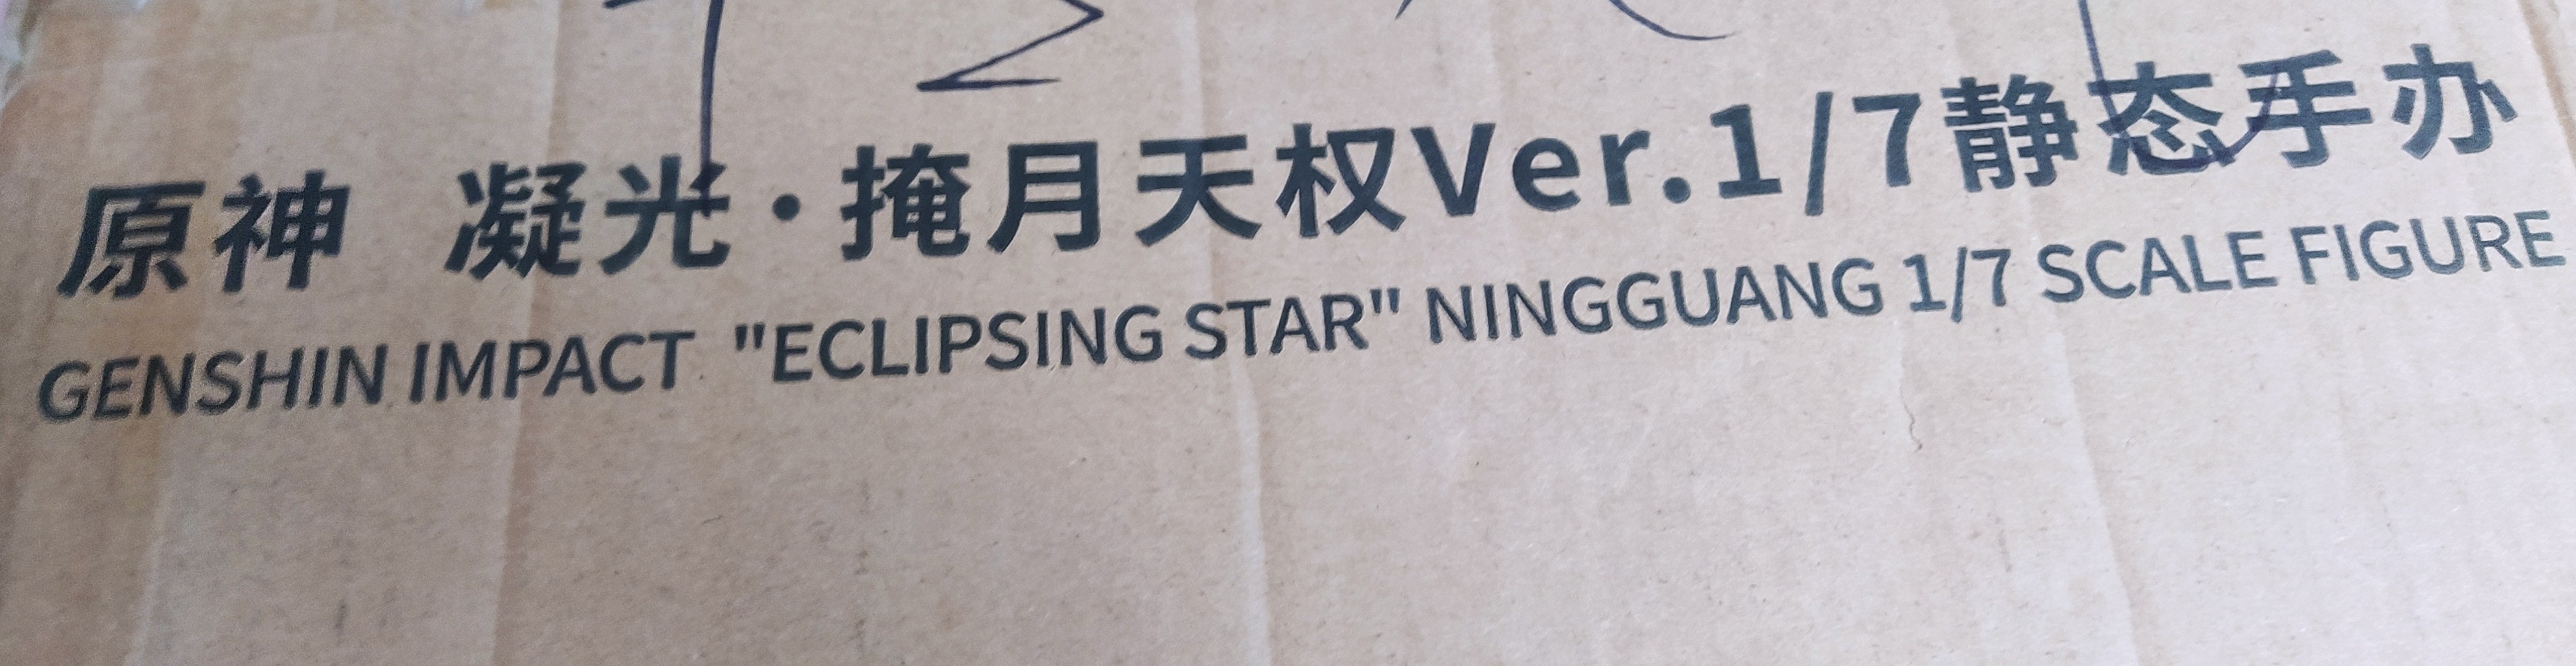 原神 凝光·掩月天权Ver.1/7静态手办
GENSHIN IMPACT "ECLIPSING STAR" NINGGUANG 1/7 SCALE FIGURE